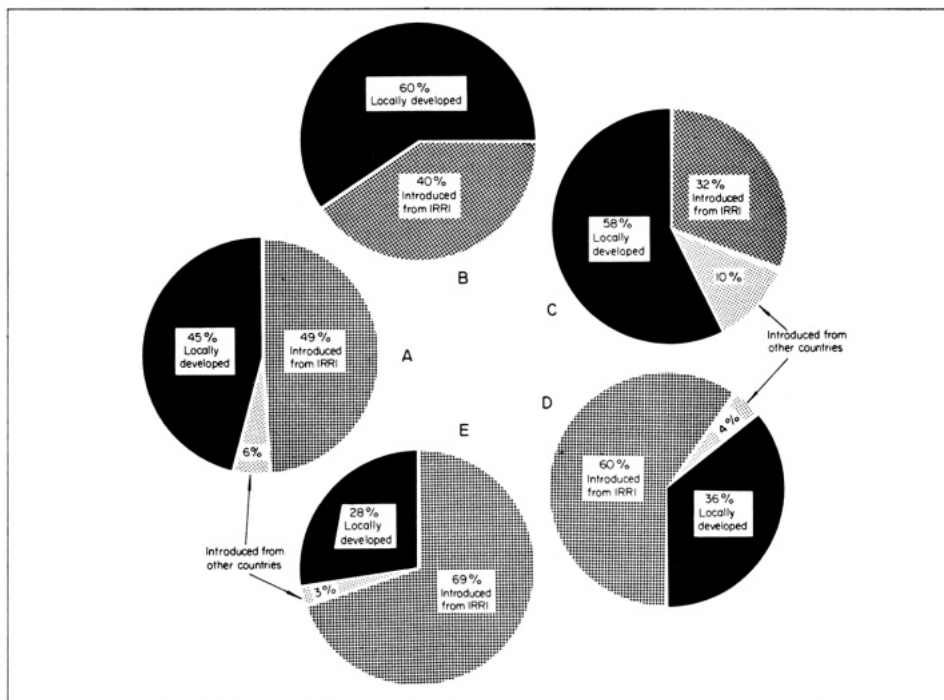 60%
Locally developed
40%
Introduced
from IRRI
B
32%
Introduced
from IRRI
58%
Locally
developed
10%
C
Introduced from
other countries
45%
Locally
developed
49%
Introduced
from IRRI
6%
A
D
4%
60%
Introduced
from IRRI
36%
Locally
developed
E
28%
Locally
developed
Introduced from
other countries
3%
69%
Introduced
from IRRI